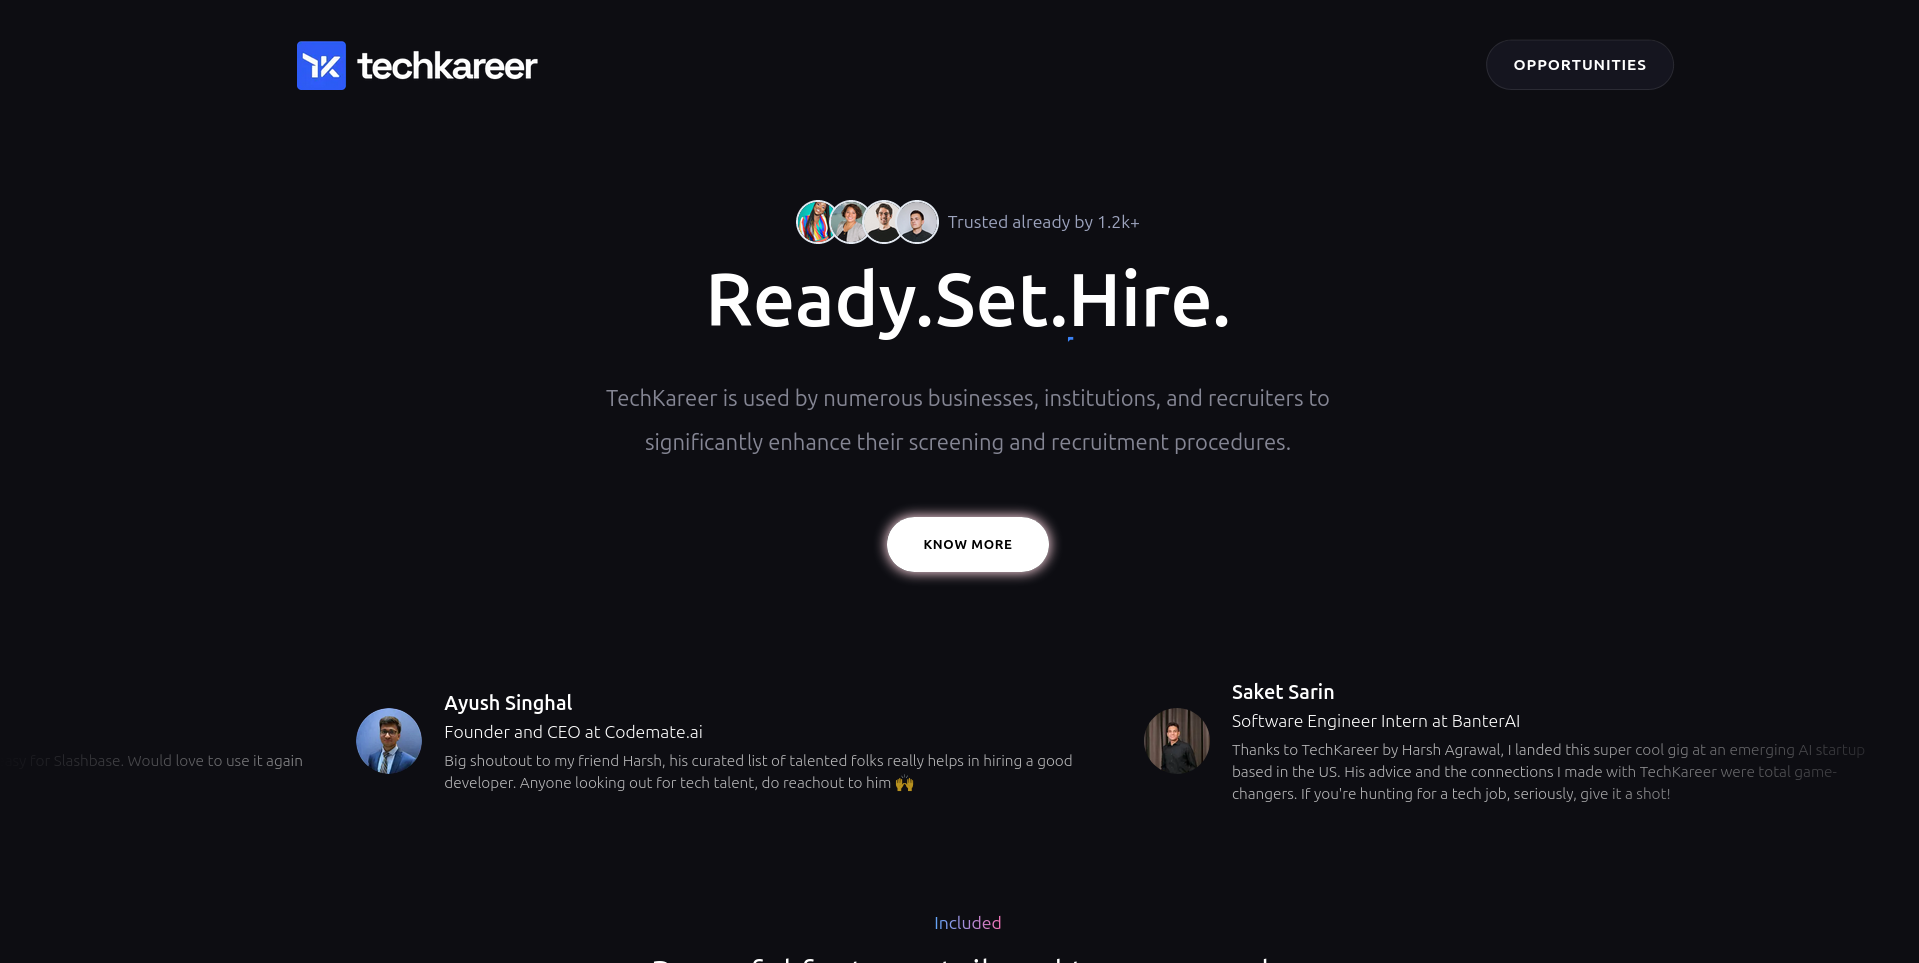 techkareer
OPPORTUNITIES
Trusted already by 1.2k+
Ready.Set.Hire.
TechKareer is used by numerous businesses, institutions, and recruiters to
significantly enhance their screening and recruitment procedures.
KNOW MORE
for Slashbase. Would love to use it again
Ayush Singhal
Founder and CEO at Codemate.ai
Big shoutout to my friend Harsh, his curated list of talented folks really helps in hiring a good
developer. Anyone looking out for tech talent, do reachout to him 🙌
Saket Sarin
Software Engineer Intern at BanterAI
Thanks to TechKareer by Harsh Agrawal, I landed this super cool gig at an emerging AI startup
based in the US. His advice and the connections I made with TechKareer were total game-
changers. If you're hunting for a tech job, seriously, give it a shot!
Included